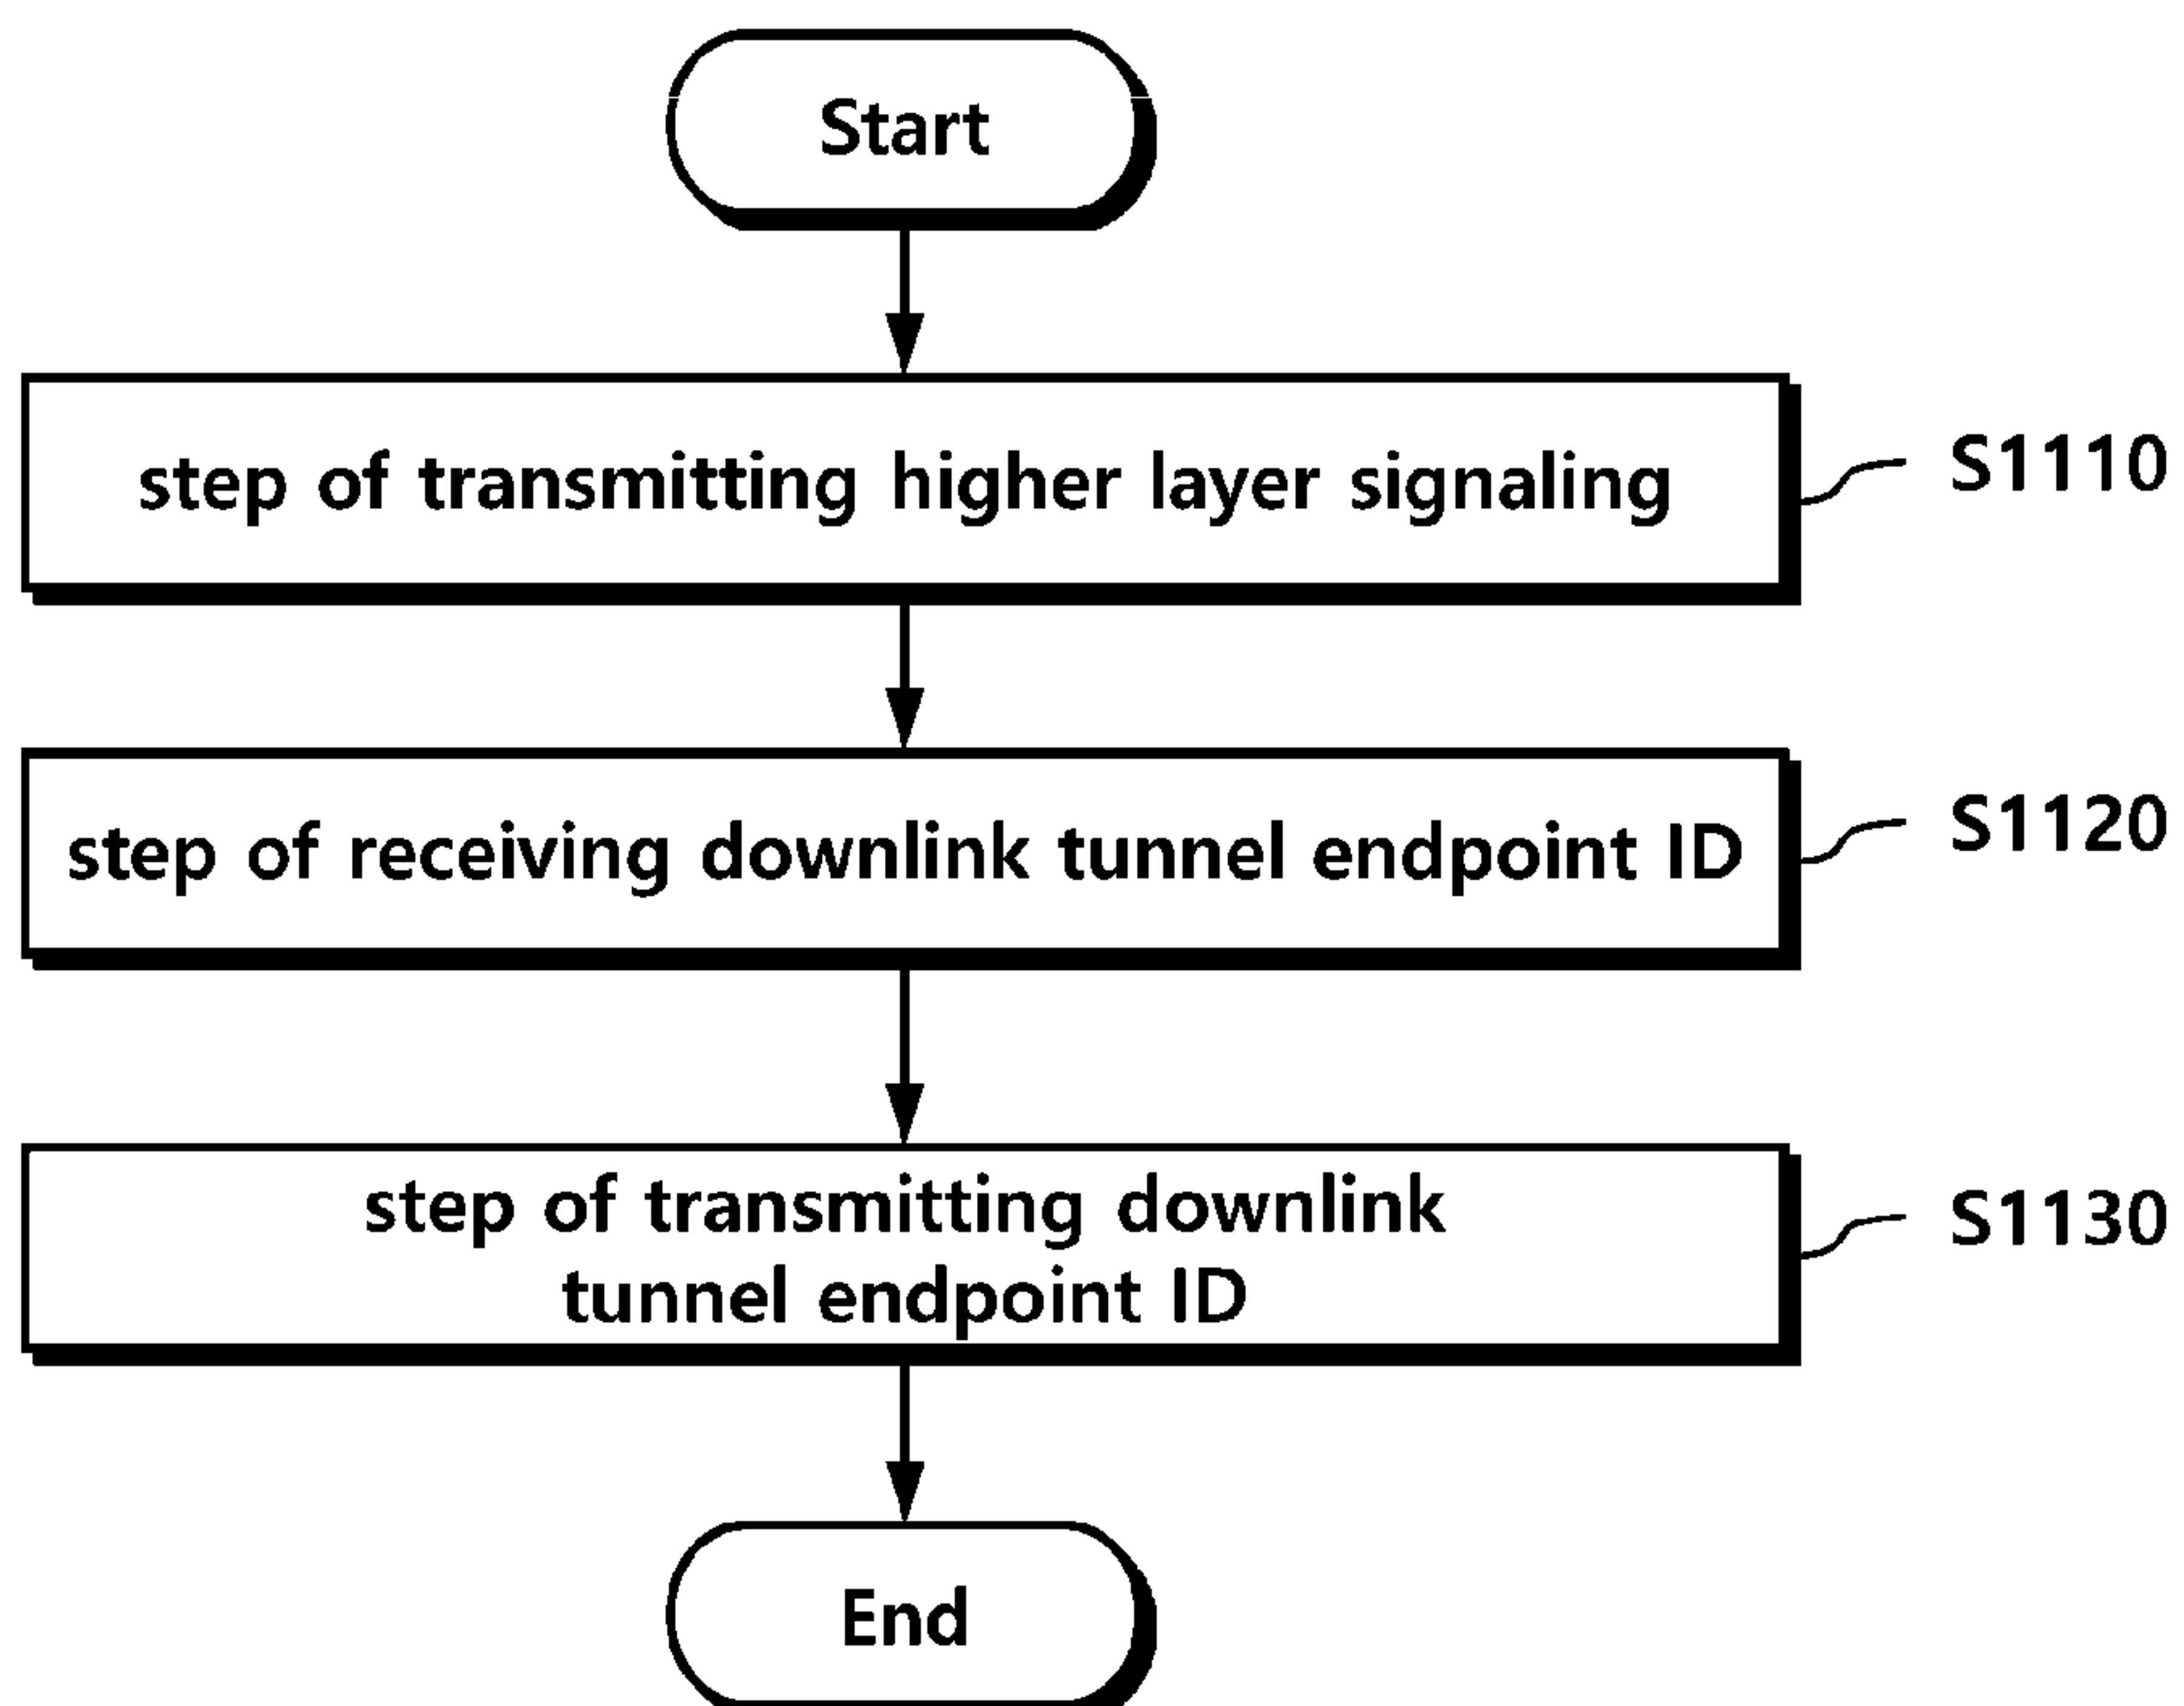 Start
step of transmitting higher layer signaling
S1110
step of receiving downlink tunnel endpoint ID
S1120
step of transmitting downlink
tunnel endpoint ID
S1130
End